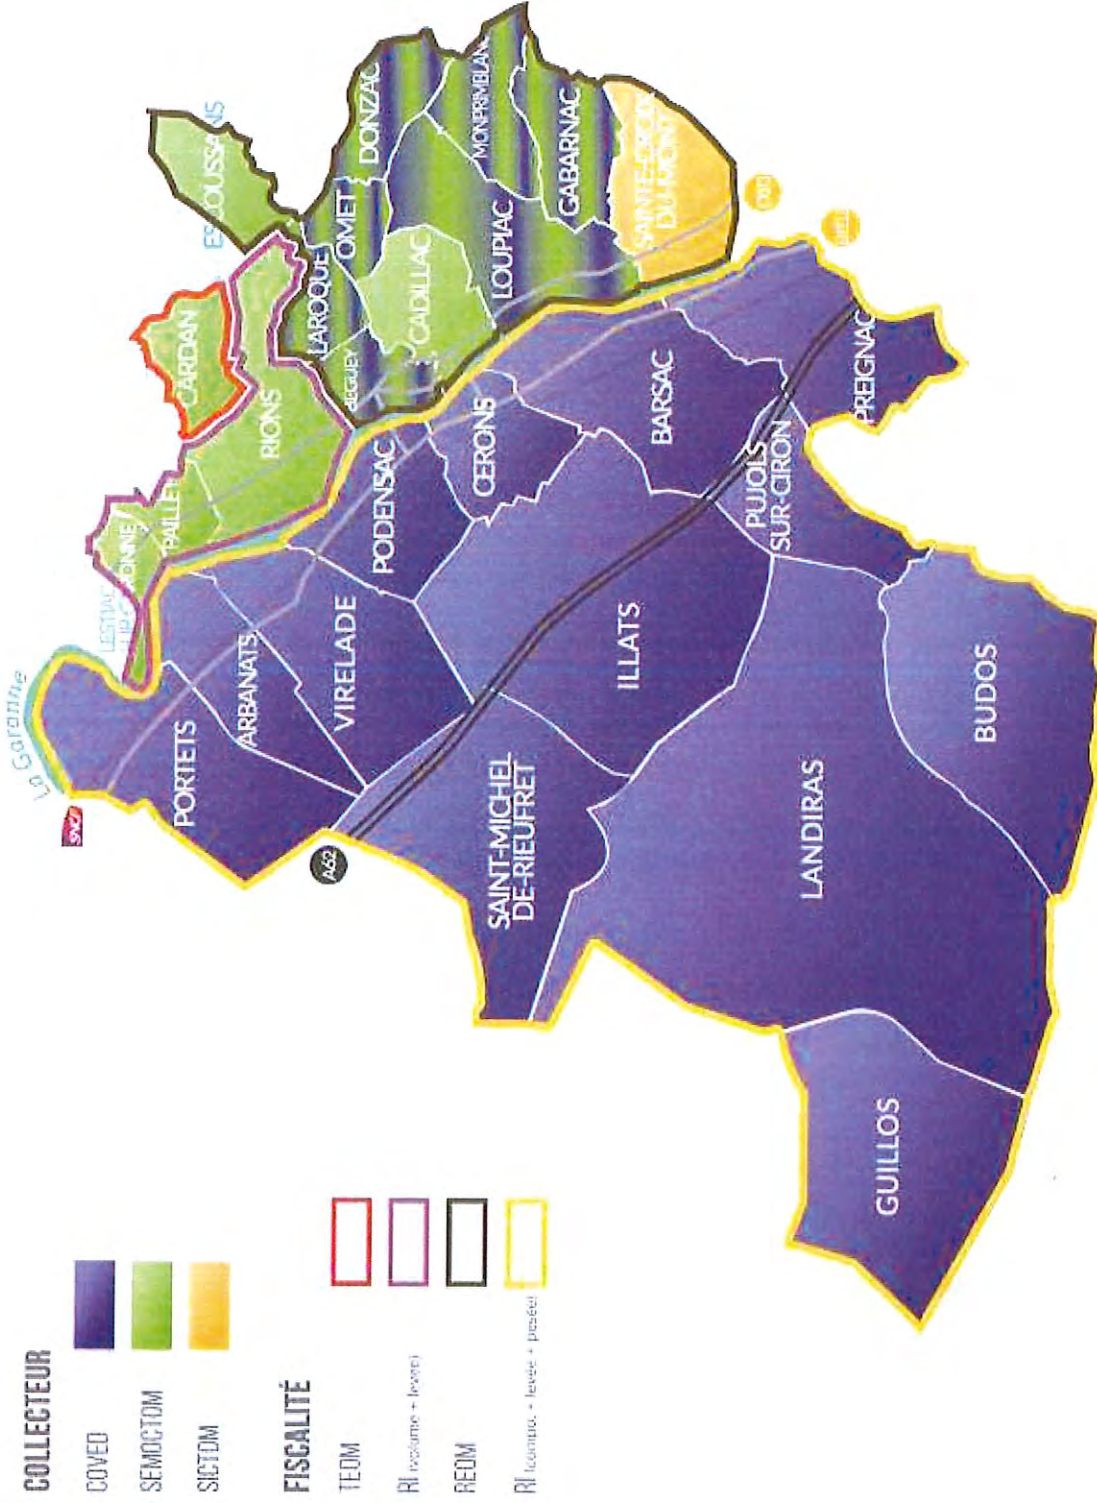 COLLECTEUR
COVED
SEMOCTOM
SICTOM
FISCALITÉ
TEOM
RI (volume + levée)
REOM
RI + levée + pesée)
La Garonne
SNCF
A62
PORTETS
ARBANATS
VIRELADE
PODENSAC
CERONS
BARSAC
PREIGNAC
PUJOLS
SUR-CIRON
ILLATS
SAINT-MICHEL
DE-RIEUFRET
LANDIRAS
BUDOS
GUILLOS
LESTIAC
PAILLET
RIONS
CARDAN
ESCOUSSANS
LAROQUE
OMET
DONZAC
BEGUEY
CADILLAC
LOUPIAC
MONPRIMBLANC
GABARNAC
SAINTE-CROIX
DU-MONT